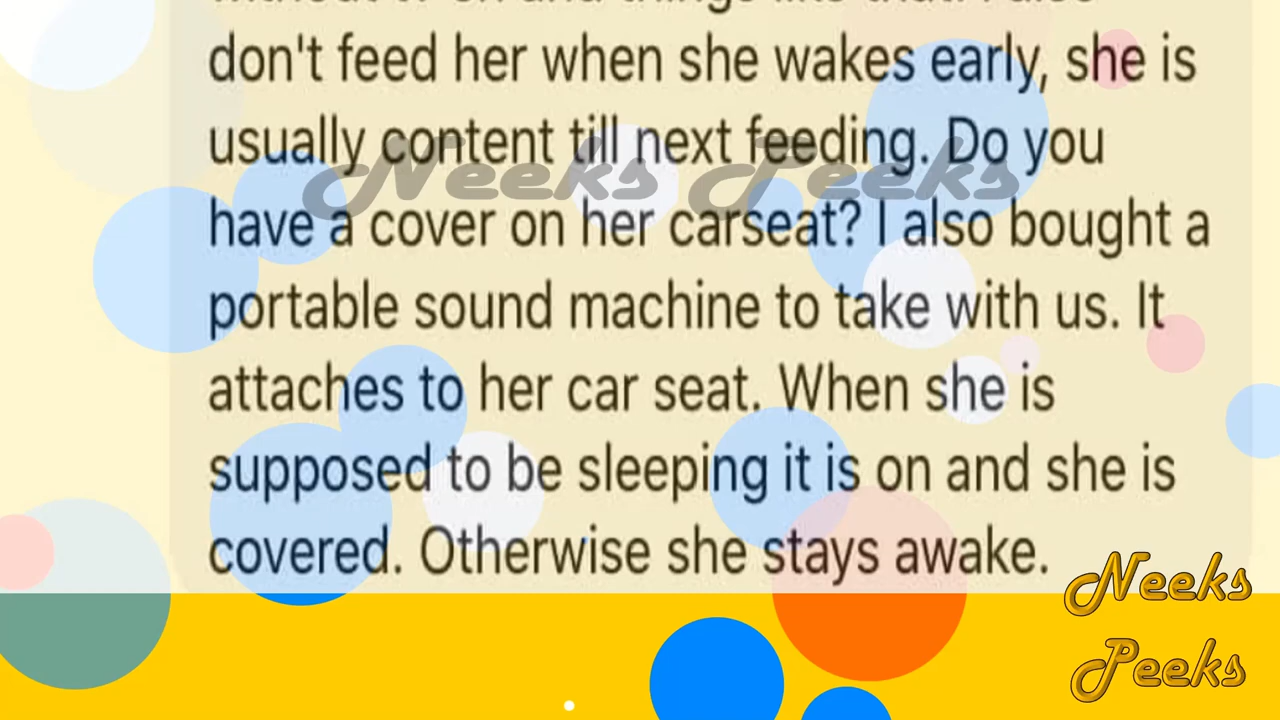 don't feed her when she wakes early, she is
usually content till next feeding. Do you
have a cover on her carseat? I also bought a
portable sound machine to take with us. It
attaches to her car seat. When she is
supposed to be sleeping it is on and she is
covered. Otherwise she stays awake.
Neeks Peeks
Neeks
Peeks